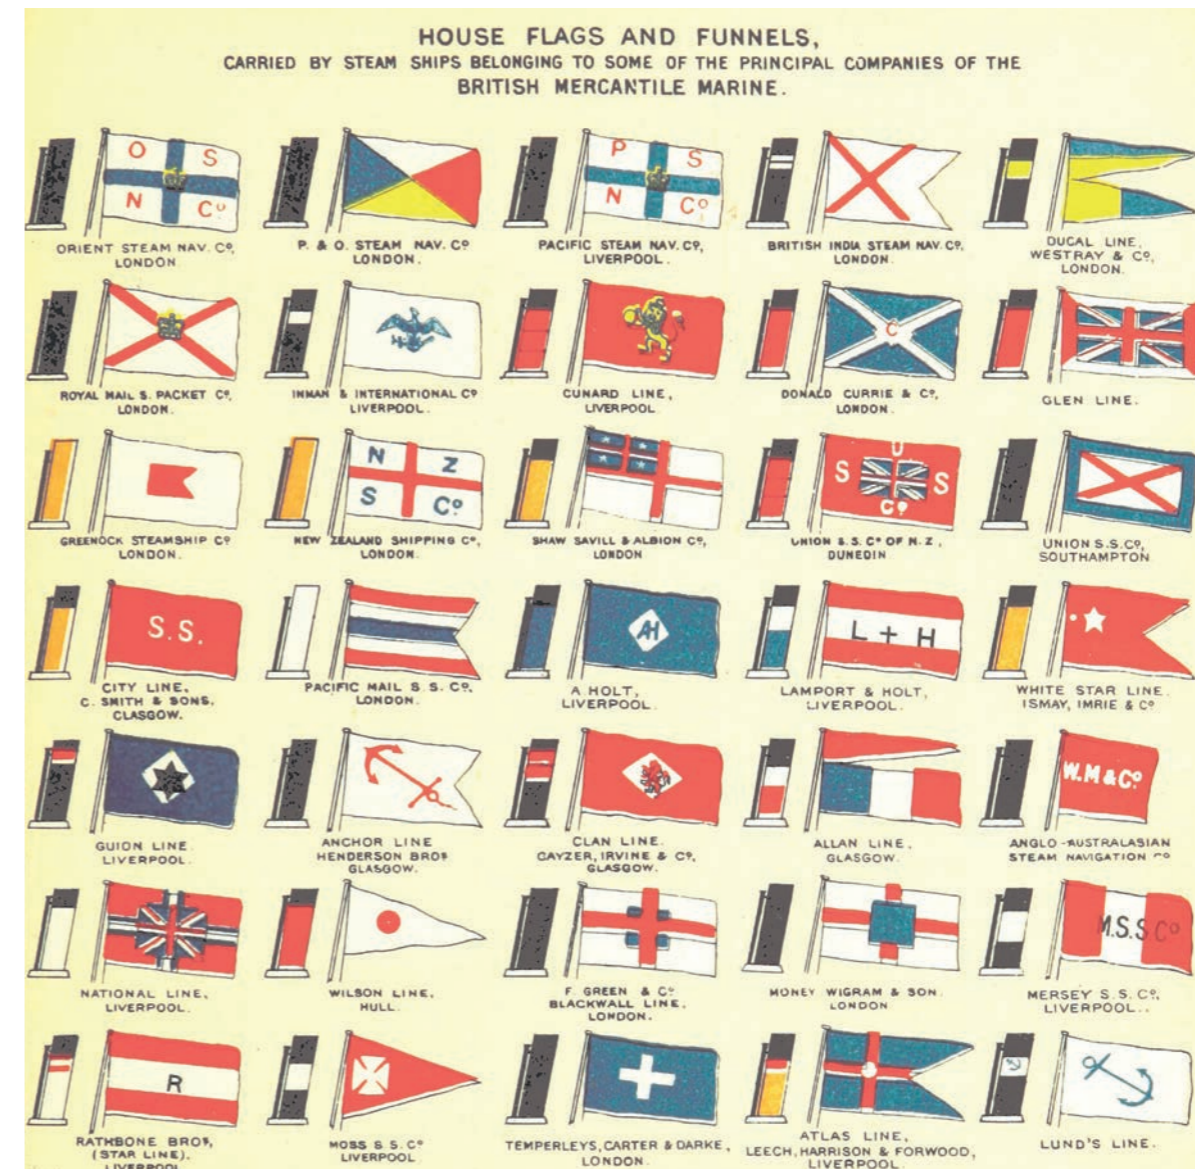 HOUSE FLAGS AND FUNNELS,
CARRIED BY STEAM SHIPS BELONGING TO SOME OF THE PRINCIPAL COMPANIES OF THE
BRITISH MERCANTILE MARINE.
O S
N Co
ORIENT STEAM NAV. Co,
LONDON.
P. & O. STEAM NAV. Co
LONDON.
P S
N Co
PACIFIC STEAM NAV. Co,
LIVERPOOL.
BRITISH INDIA STEAM NAV. Co,
LONDON.
DUCAL LINE,
WESTRAY & Co,
LONDON.
ROYAL MAIL S. PACKET Co,
LONDON.
INMAN & INTERNATIONAL Co
LIVERPOOL.
CUNARD LINE,
LIVERPOOL
C
DONALD CURRIE & Co,
LONDON.
GLEN LINE.
GREENOCK STEAMSHIP Co
LONDON.
N Z
S Co
NEW ZEALAND SHIPPING Co,
LONDON.
SHAW SAVILL & ALBION Co,
LONDON
U
S S
Co
UNION S.S. Co OF N.Z,
DUNEDIN
UNION S.S. Co,
SOUTHAMPTON
S.S.
CITY LINE,
C. SMITH & SONS,
GLASGOW.
PACIFIC MAIL S.S. Co,
LONDON.
AH
A HOLT,
LIVERPOOL.
L + H
LAMPORT & HOLT,
LIVERPOOL.
WHITE STAR LINE.
ISMAY, IMRIE & Co
GUION LINE.
LIVERPOOL.
ANCHOR LINE
HENDERSON BROs
GLASGOW.
CLAN LINE.
CAYZER, IRVINE & Co,
GLASGOW.
ALLAN LINE,
GLASGOW.
W.M & Co
ANGLO-AUSTRALASIAN
STEAM NAVIGATION Co
NATIONAL LINE,
LIVERPOOL.
WILSON LINE,
HULL.
F. GREEN & Co
BLACKWALL LINE,
LONDON.
MONEY WIGRAM & SON.
LONDON
M.S.S Co
MERSEY S.S. Co,
LIVERPOOL..
R
RATHBONE BROs,
(STAR LINE).
LIVERPOOL
MOSS S.S. Co
LIVERPOOL
TEMPERLEYS, CARTER & DARKE,
LONDON.
ATLAS LINE,
LEECH, HARRISON & FORWOOD,
LIVERPOOL.
LUND'S LINE.